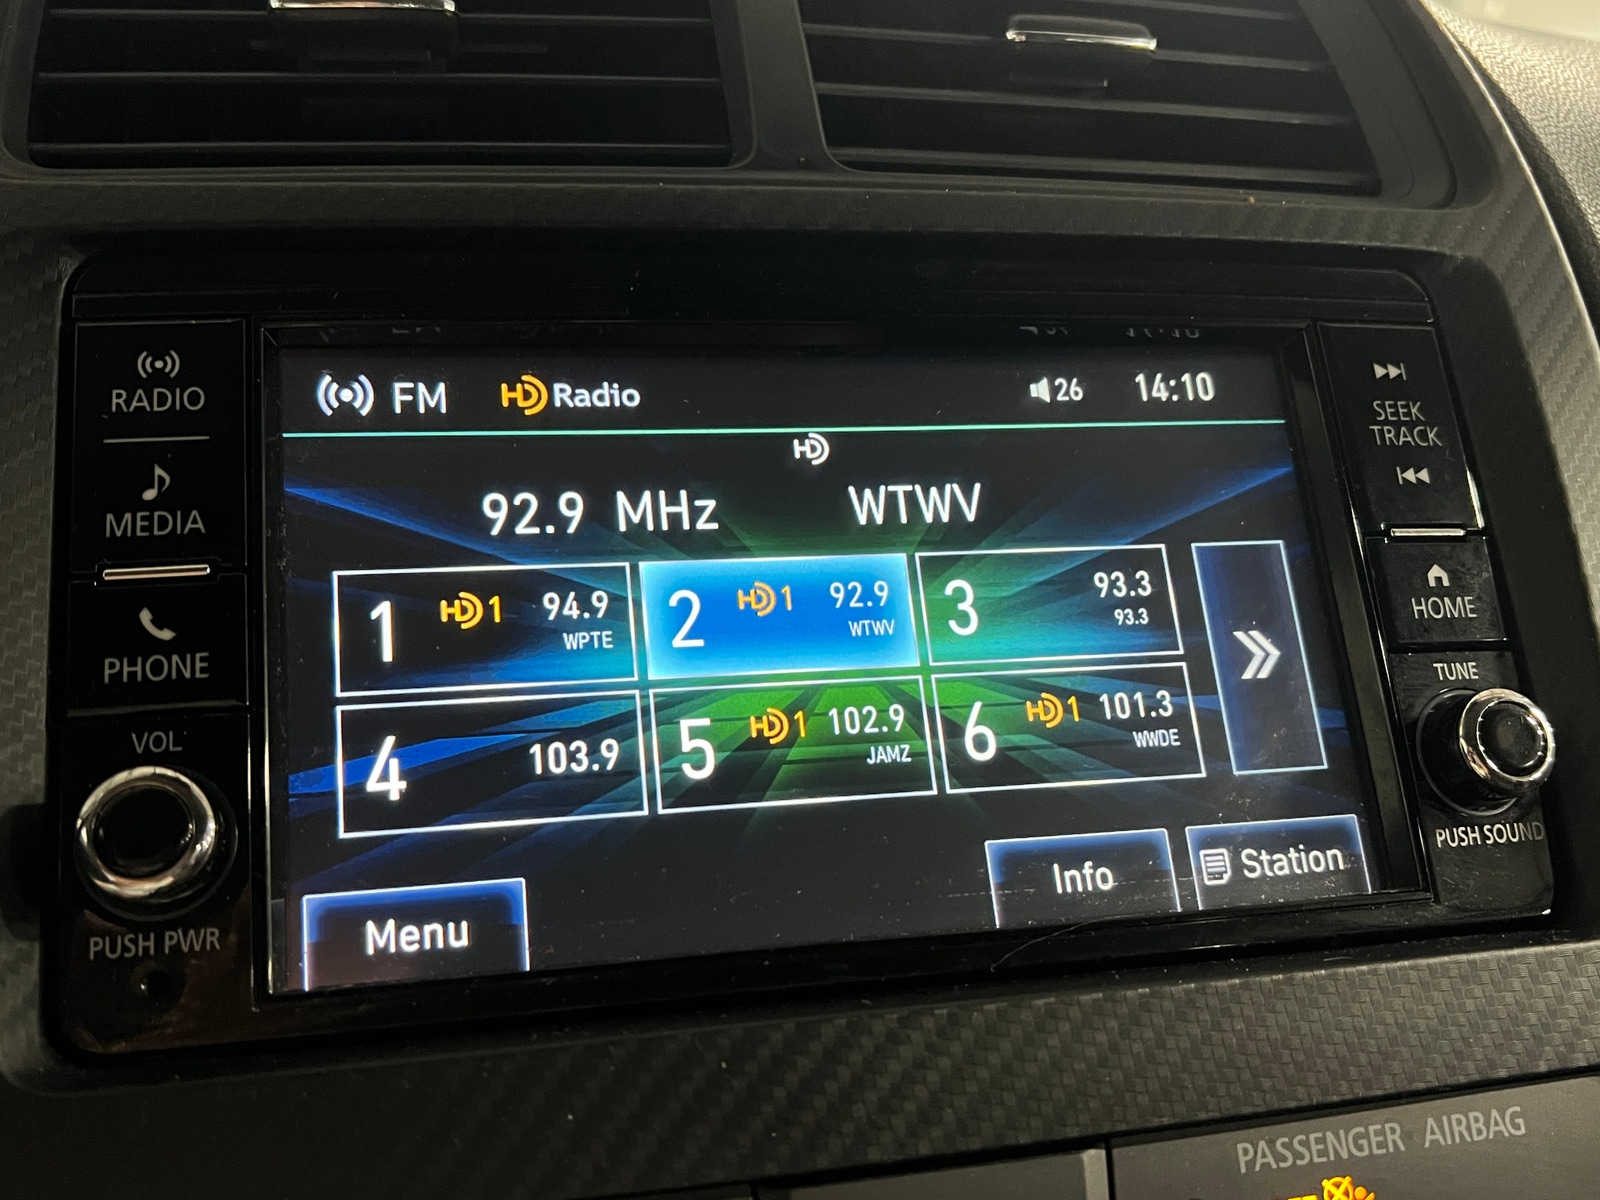 RADIO
MEDIA
PHONE
VOL
PUSH PWR
FM HD Radio 26 14:10
HD
92.9 MHz WTWV
1 HD1 94.9
WPTE
2 HD1 92.9
WTWV
3 93.3
93.3
4 103.9
5 HD1 102.9
JAMZ
6 HD1 101.3
WWDE
Menu
Info
Station
SEEK
TRACK
HOME
TUNE
PUSH SOUND
PASSENGER AIRBAG